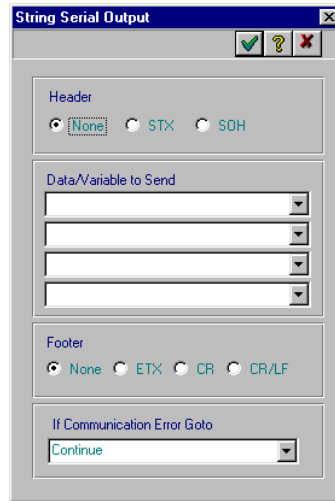 String Serial Output
Header
None STX SOH
Data/Variable to Send
Footer
None ETX CR CR/LF
If Communication Error Goto
Continue